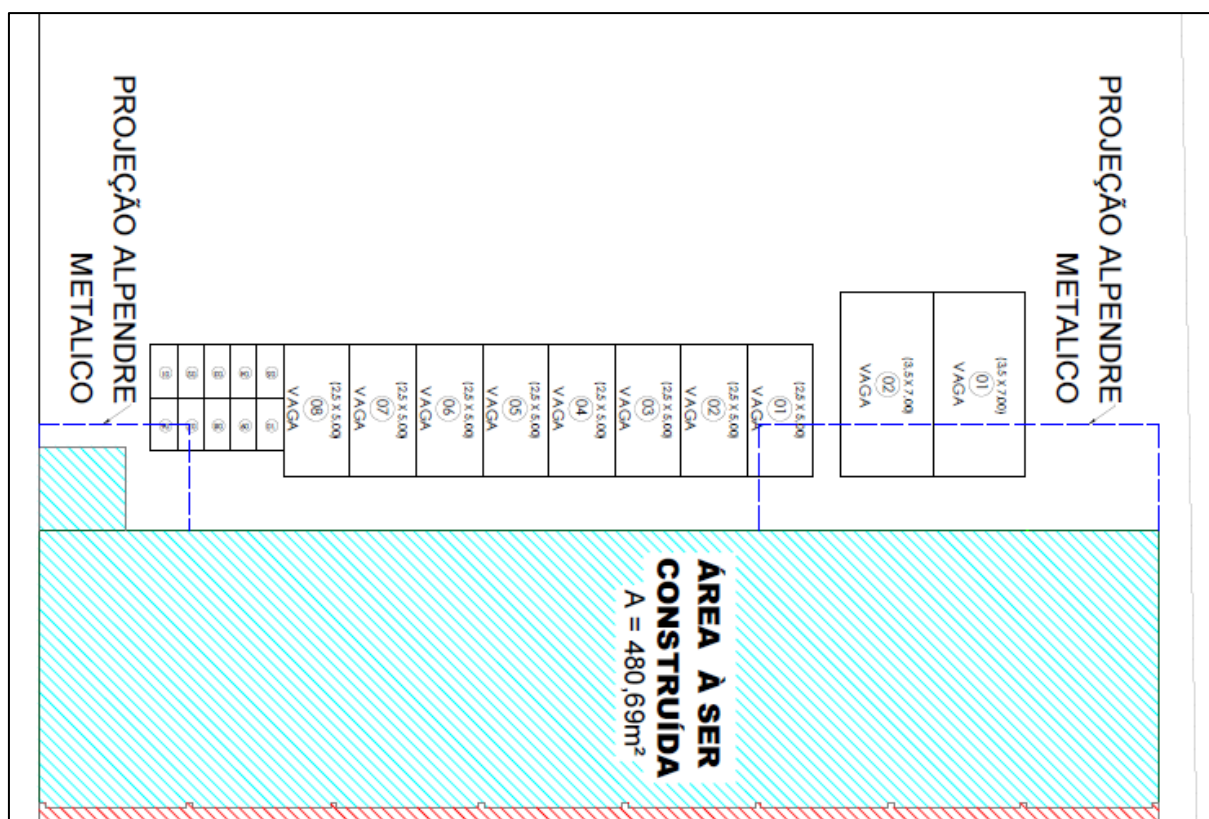 PROJEÇÃO ALPENDRE
METALICO
PROJEÇÃO ALPENDRE
METALICO
(3.5 X 7.00)
01
VAGA
(3.5 X 7.00)
02
VAGA
(2.5 X 5.00)
01
VAGA
(2.5 X 5.00)
02
VAGA
(2.5 X 5.00)
03
VAGA
(2.5 X 5.00)
04
VAGA
(2.5 X 5.00)
05
VAGA
(2.5 X 5.00)
06
VAGA
(2.5 X 5.00)
07
VAGA
(2.5 X 5.00)
08
VAGA
ÁREA À SER
CONSTRUÍDA
A = 480,69m²